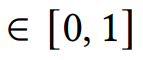 ∈ [0, 1]